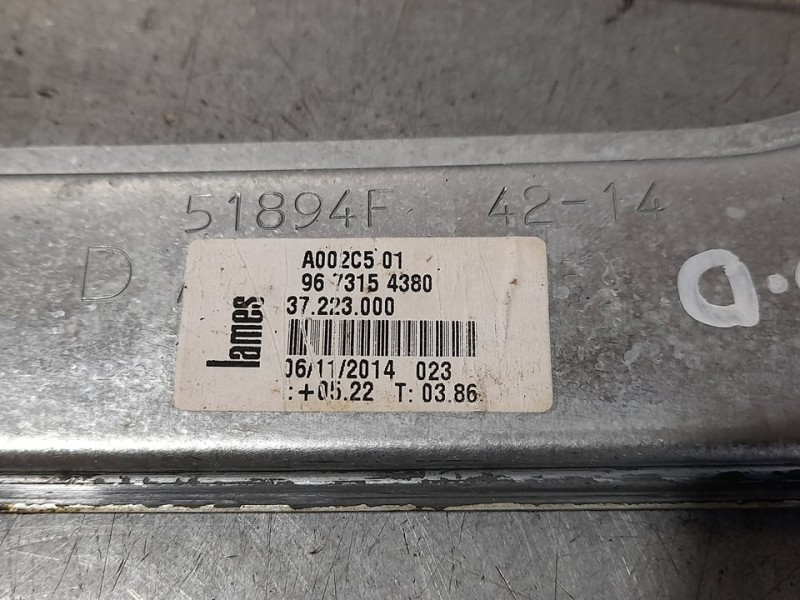 51894F 42-14
D
A002C5 01
96 7315 4380
37.223.000
lames
06/11/2014 023
:+05.22 T: 03.86